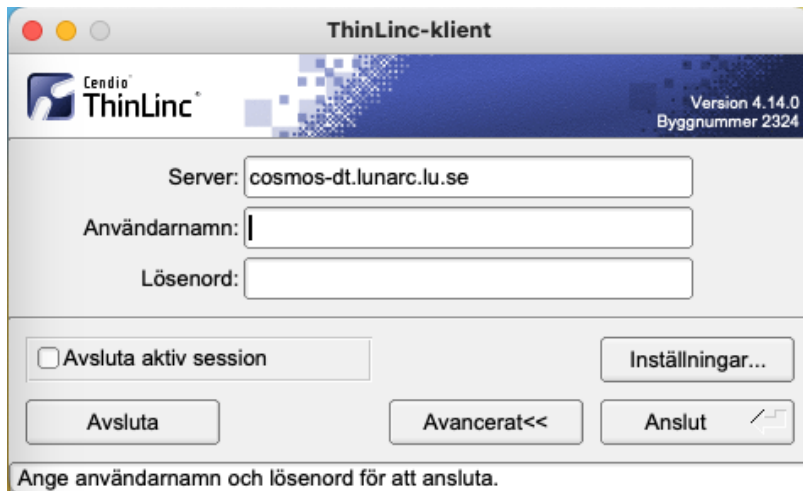 ThinLinc-klient
Cendio®
ThinLinc®
Version 4.14.0
Byggnummer 2324
Server: cosmos-dt.lunarc.lu.se
Användarnamn:
Lösenord:
Avsluta aktiv session
Inställningar...
Avsluta
Avancerat<<
Anslut
Ange användarnamn och lösenord för att ansluta.